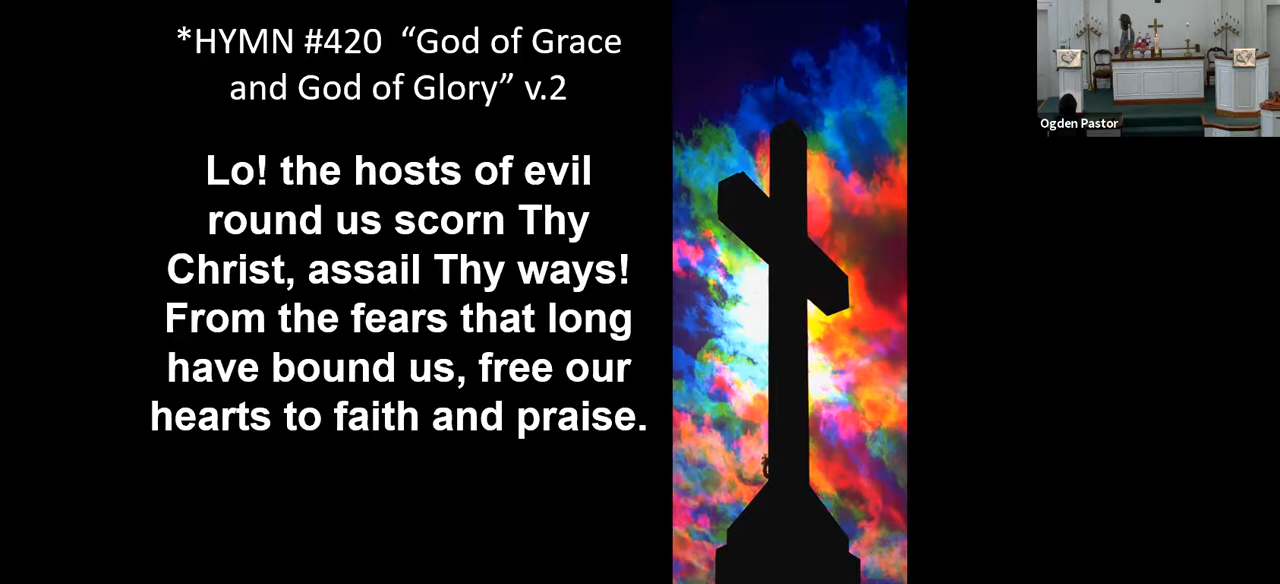 *HYMN #420  “God of Grace
and God of Glory” v.2
Lo! the hosts of evil
round us scorn Thy
Christ, assail Thy ways!
From the fears that long
have bound us, free our
hearts to faith and praise.
Ogden Pastor